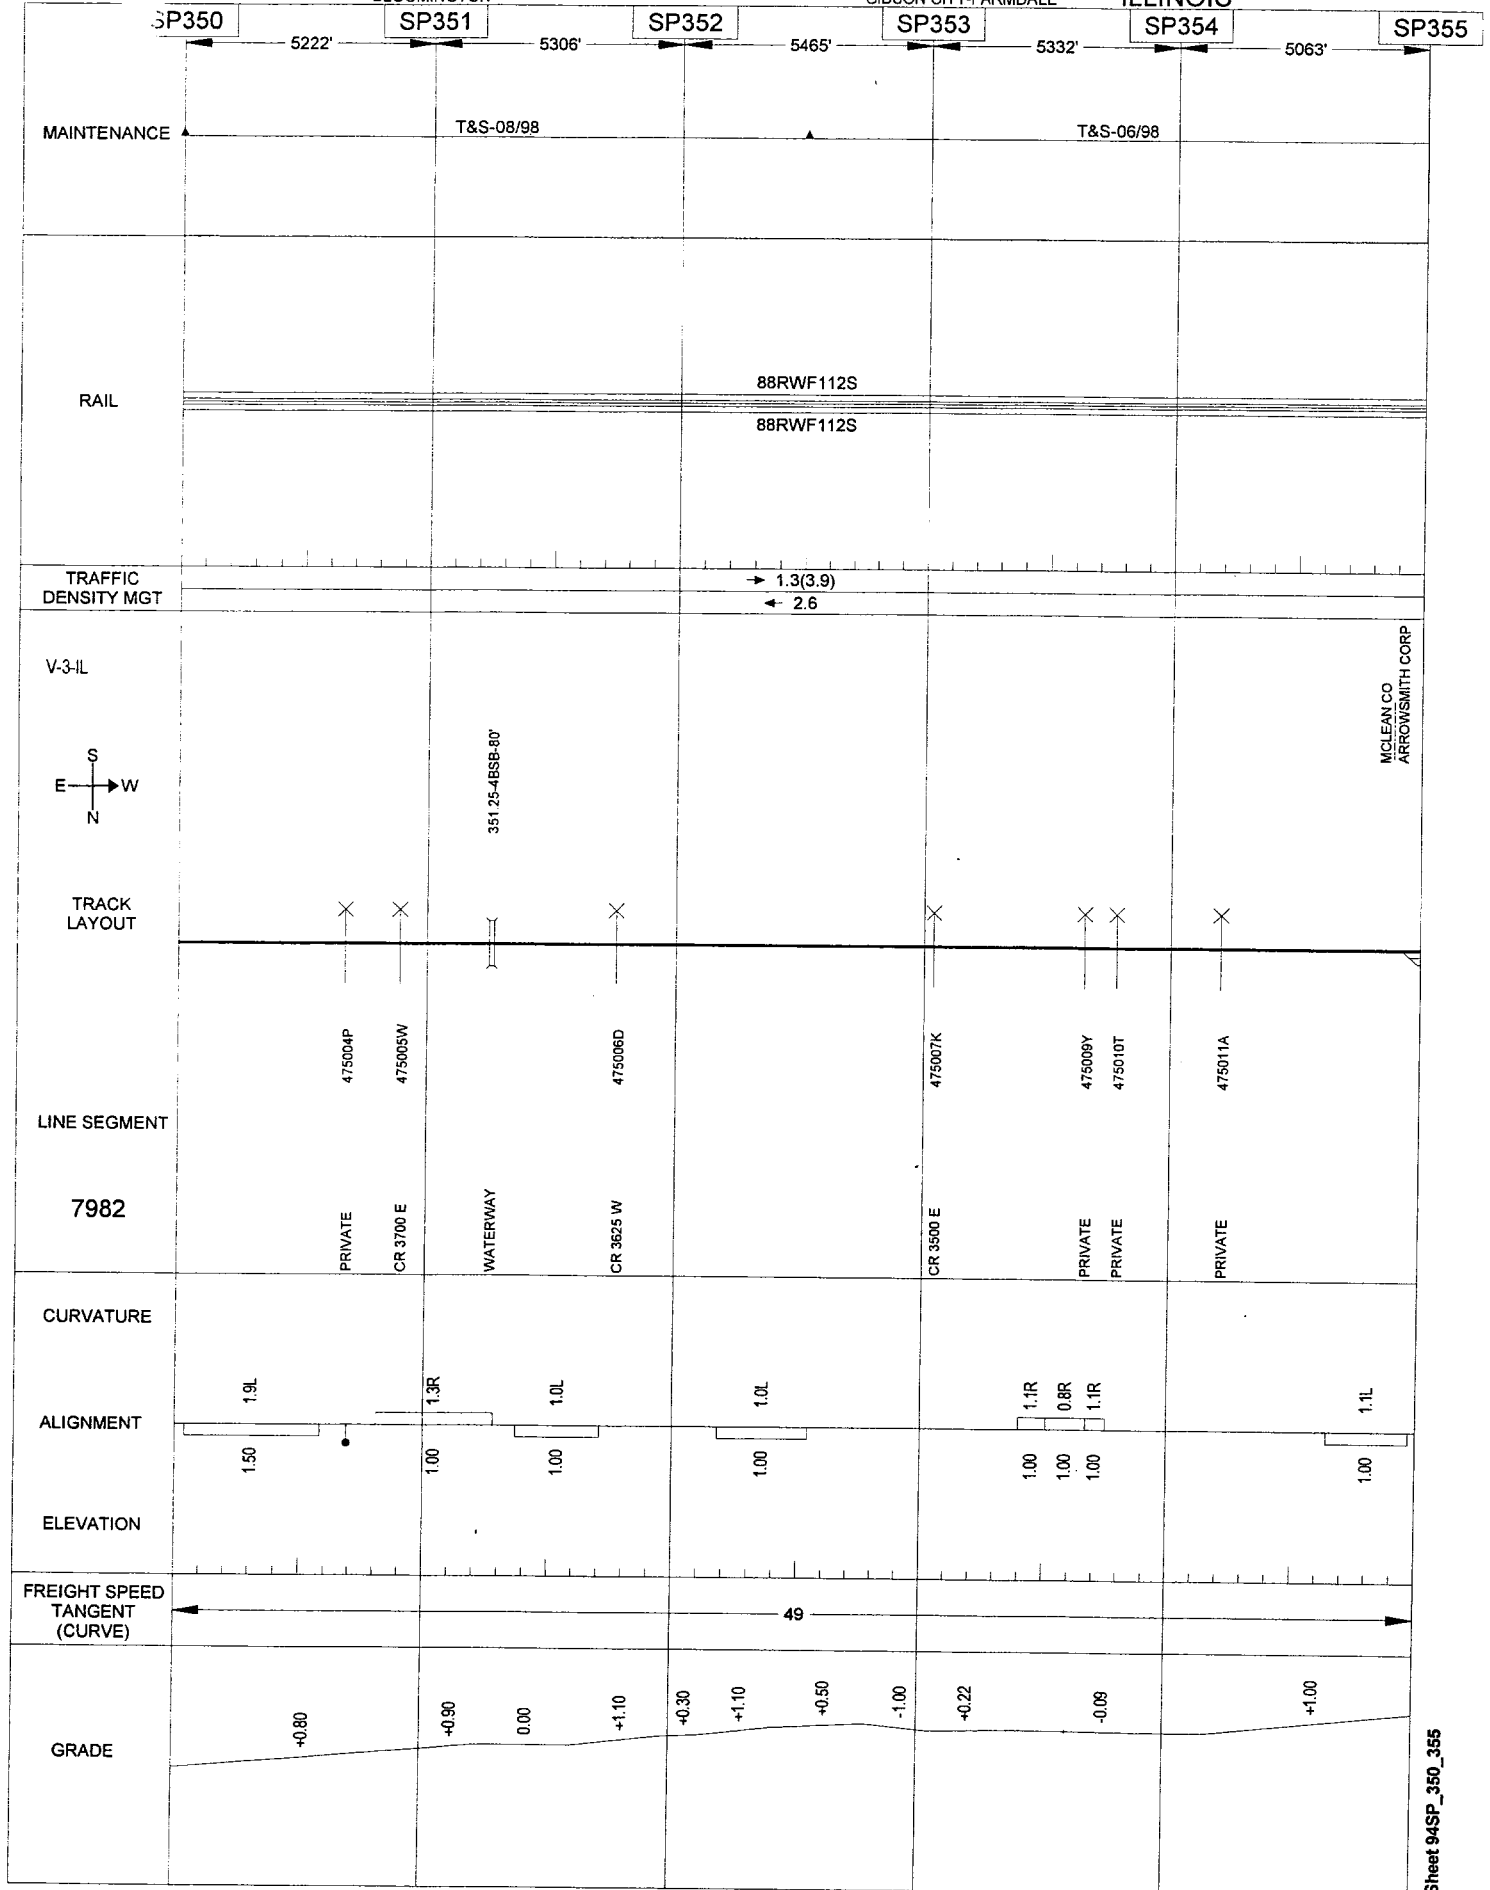 ILLINOIS
SP350 SP351 SP352 SP353 SP354 SP355
5222' 5306' 5465' 5332' 5063'
MAINTENANCE T&S-08/98 T&S-06/98
88RWF112S
RAIL
88RWF112S
TRAFFIC
DENSITY MGT
1.3(3.9)
2.6
V-3-IL
MCLEAN CO
ARROWSMITH CORP
S
E W
N
351.25-4BSB-80'
TRACK
LAYOUT
475004P 475005W 475006D 475007K 475009Y 475010T 475011A
LINE SEGMENT
7982
PRIVATE CR 3700 E WATERWAY CR 3625 W CR 3500 E PRIVATE PRIVATE PRIVATE
CURVATURE
1.9L 1.3R 1.0L 1.0L 1.1R 0.8R 1.1R 1.1L
ALIGNMENT
1.50 1.00 1.00 1.00 1.00 1.00 1.00 1.00
ELEVATION
FREIGHT SPEED
TANGENT
(CURVE)
49
+0.80 +0.90 0.00 +1.10 +0.30 +1.10 +0.50 -1.00 +0.22 -0.09 +1.00
GRADE
Sheet 94SP_350_355